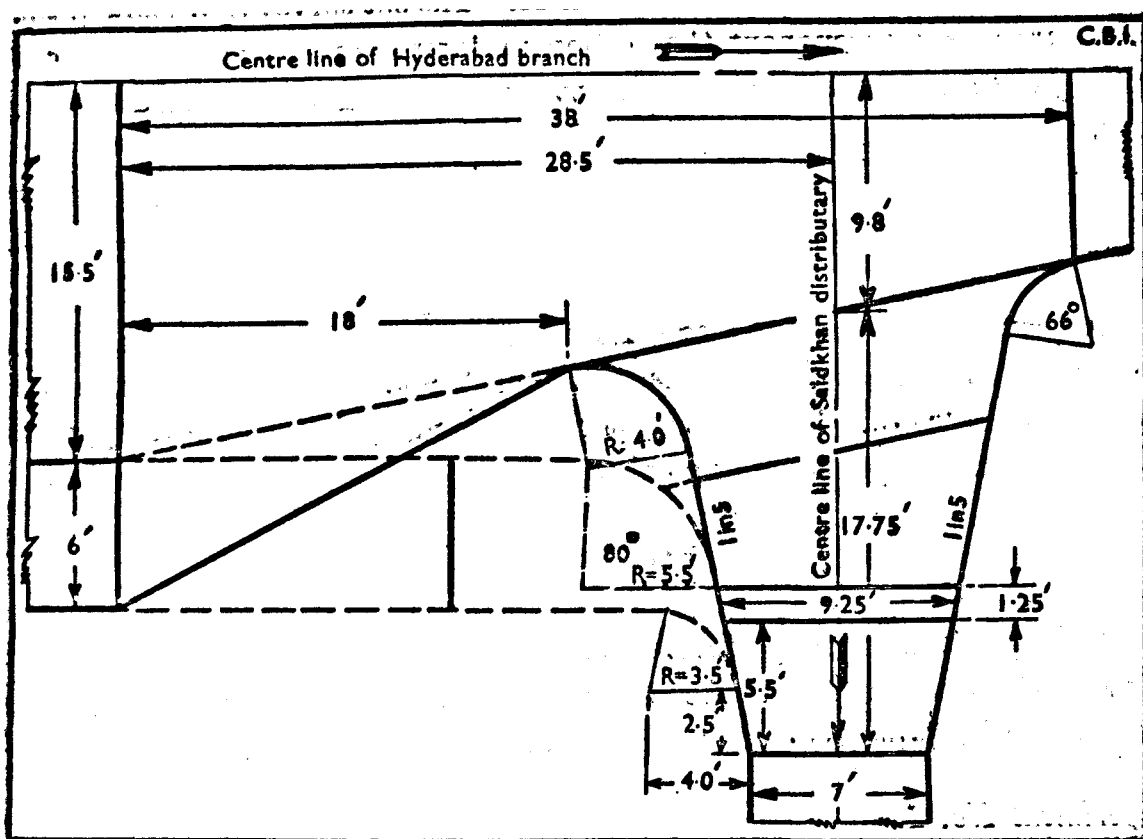 C.B.I.
Centre line of Hyderabad branch
38′
28·5′
15·5′
9·8′
18′
Centre line of Saidkhan distributary
66°
R= 4·0′
1 in 5
17·75′
1 in 5
6′
80°
R=5·5′
9·25′
1·25′
R=3·5′
5·5′
2·5′
4·0′
7′